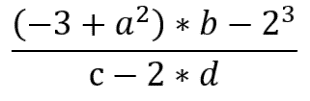 (−3 + a²) ∗ b − 2³
c − 2 ∗ d